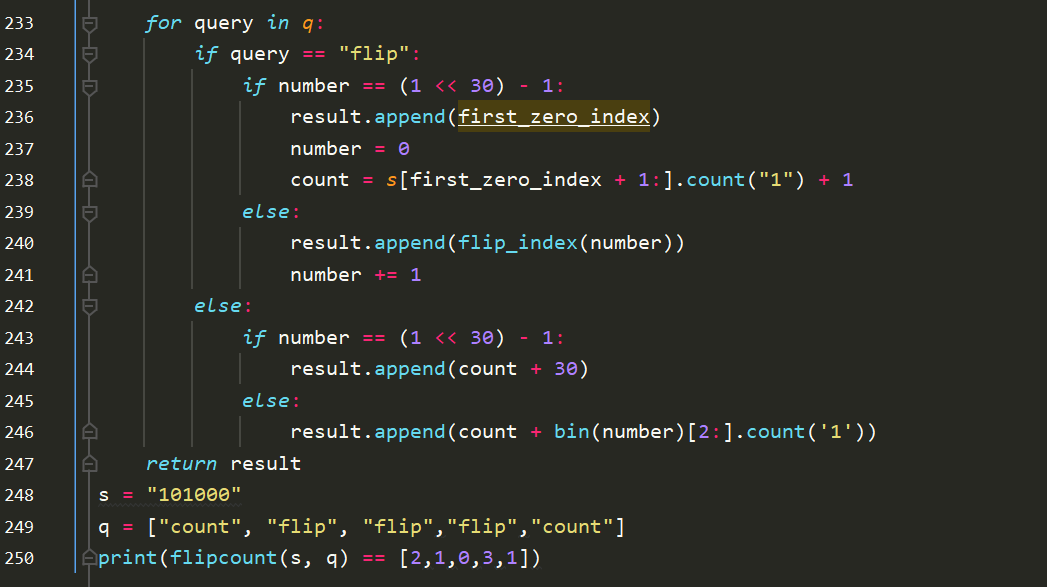 233 for query in q:
234 if query == "flip":
235 if number == (1 << 30) - 1:
236 result.append(first_zero_index)
237 number = 0
238 count = s[first_zero_index + 1:].count("1") + 1
239 else:
240 result.append(flip_index(number))
241 number += 1
242 else:
243 if number == (1 << 30) - 1:
244 result.append(count + 30)
245 else:
246 result.append(count + bin(number)[2:].count('1'))
247 return result
248 s = "101000"
249 q = ["count", "flip", "flip","flip","count"]
250 print(flipcount(s, q) == [2,1,0,3,1])